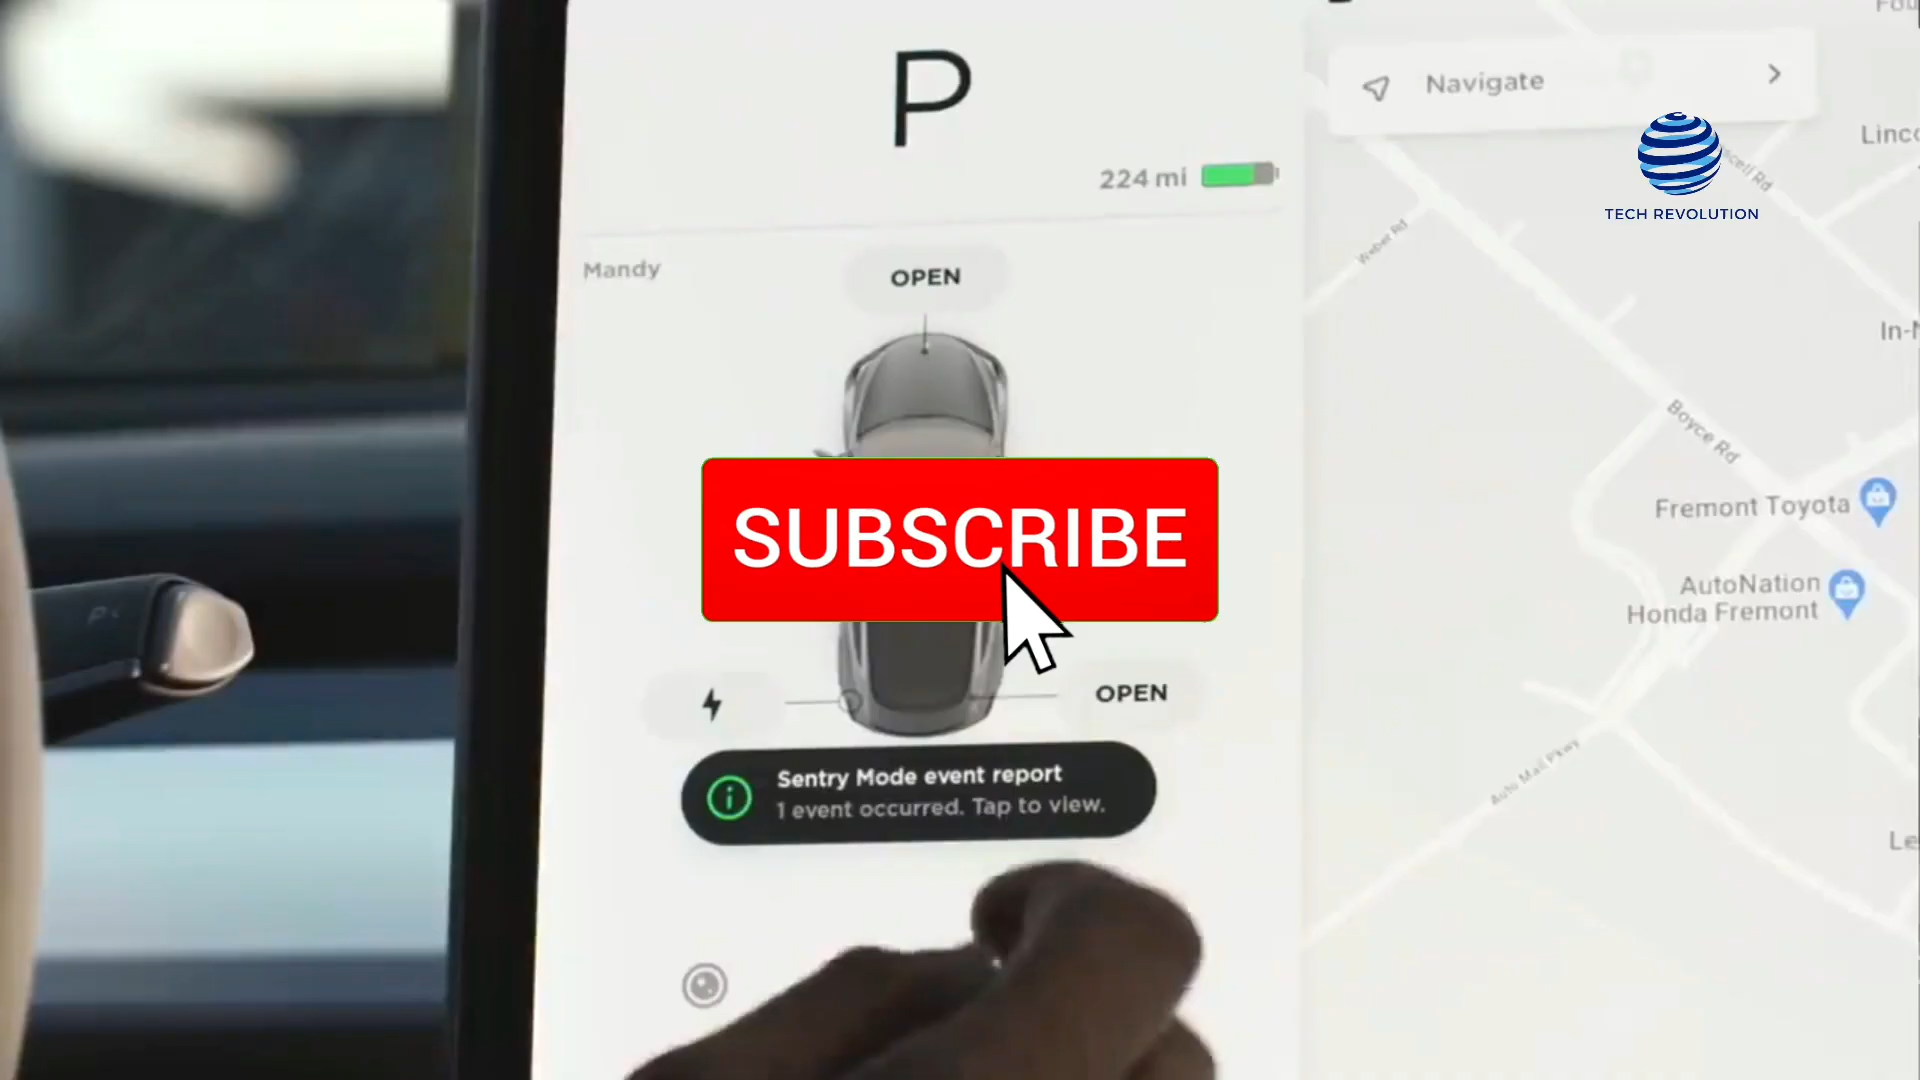 P
224 mi
Mandy
OPEN
SUBSCRIBE
OPEN
Sentry Mode event report
1 event occurred. Tap to view.
Navigate
TECH REVOLUTION
Weber Rd
Boyce Rd
Fremont Toyota
AutoNation
Honda Fremont
Auto Mall Pkwy